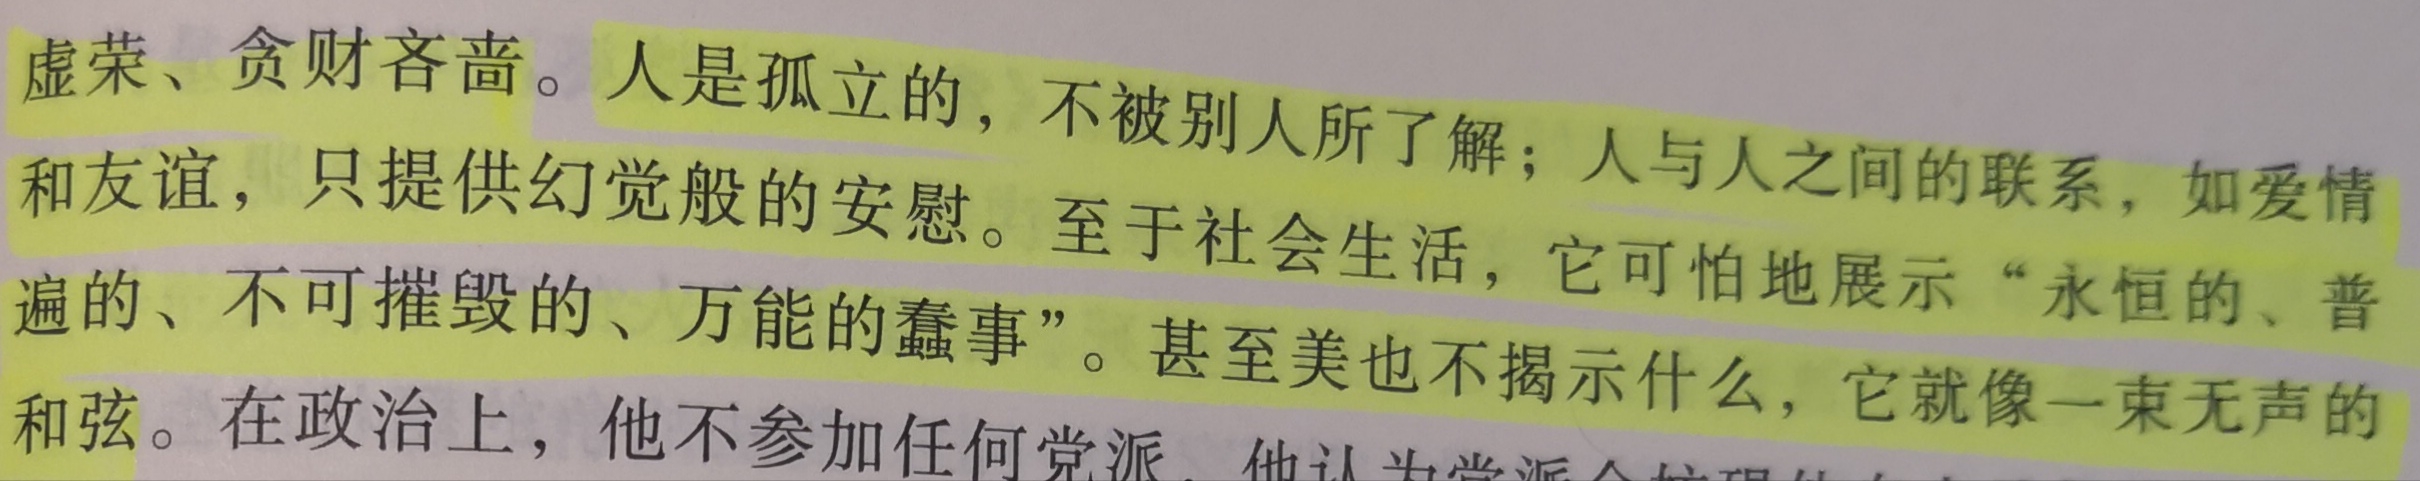 虚荣、贪财吝啬。人是孤立的，不被别人所了解；人与人之间的联系，如爱情
和友谊，只提供幻觉般的安慰。至于社会生活，它可怕地展示“永恒的、普
遍的、不可摧毁的、万能的蠢事”。甚至美也不揭示什么，它就像一束无声的
和弦。在政治上，他不参加任何党派，他认为党派会妨碍